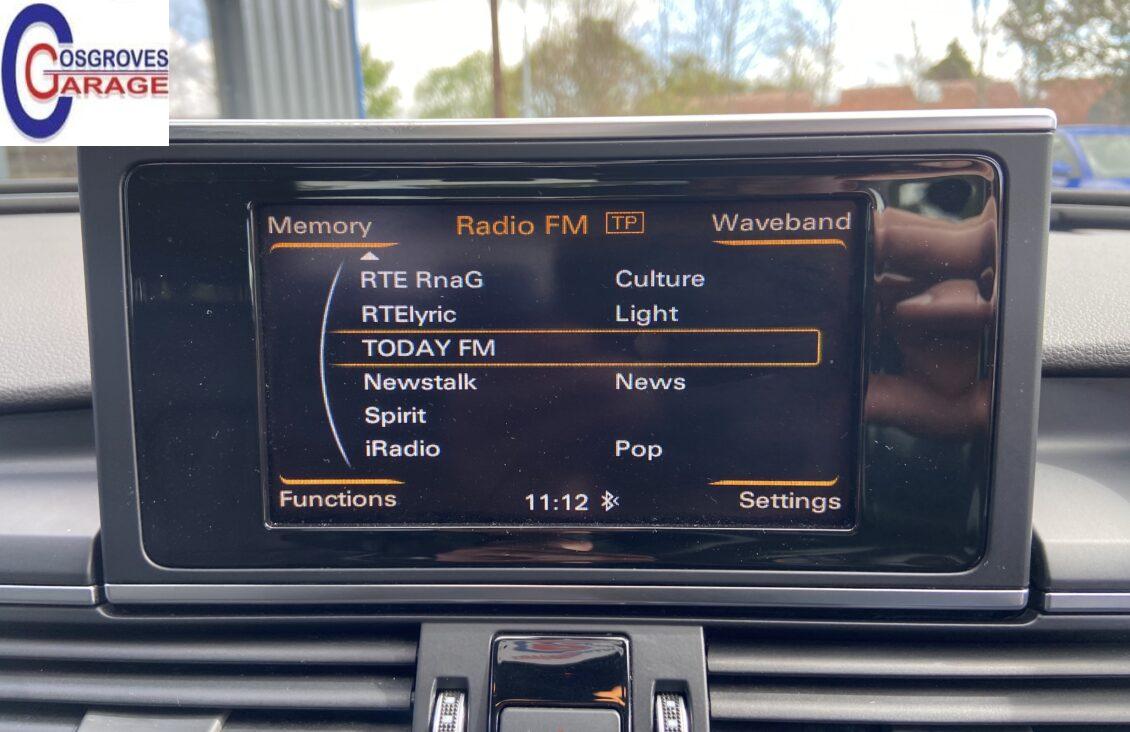 COSGROVES
GARAGE
Memory Radio FM TP Waveband
RTE RnaG Culture
RTElyric Light
TODAY FM
Newstalk News
Spirit
iRadio Pop
Functions 11:12 Settings